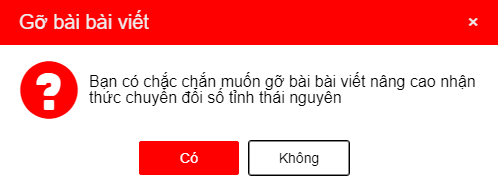 Gỡ bài bài viết ×
Bạn có chắc chắn muốn gỡ bài bài viết nâng cao nhận
thức chuyển đổi số tỉnh thái nguyên
Có Không